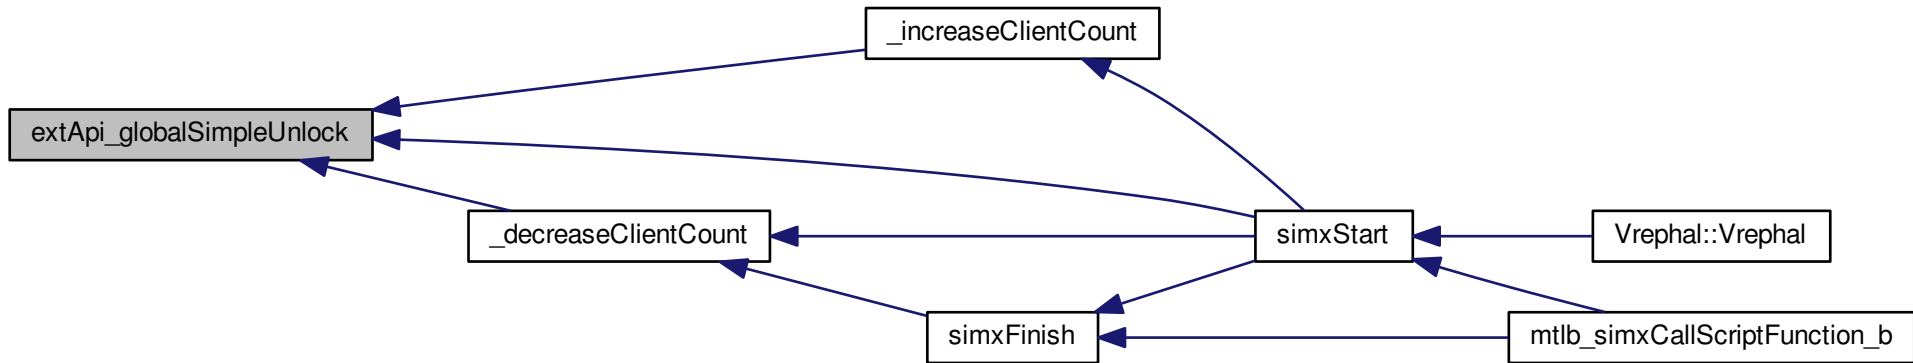 _increaseClientCount
extApi_globalSimpleUnlock
_decreaseClientCount
simxStart
Vrephal::Vrephal
simxFinish
mtlb_simxCallScriptFunction_b